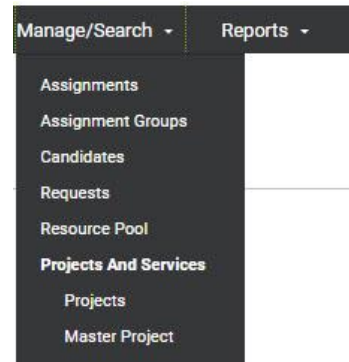 Manage/Search Reports
Assignments
Assignment Groups
Candidates
Requests
Resource Pool
Projects And Services
Projects
Master Project